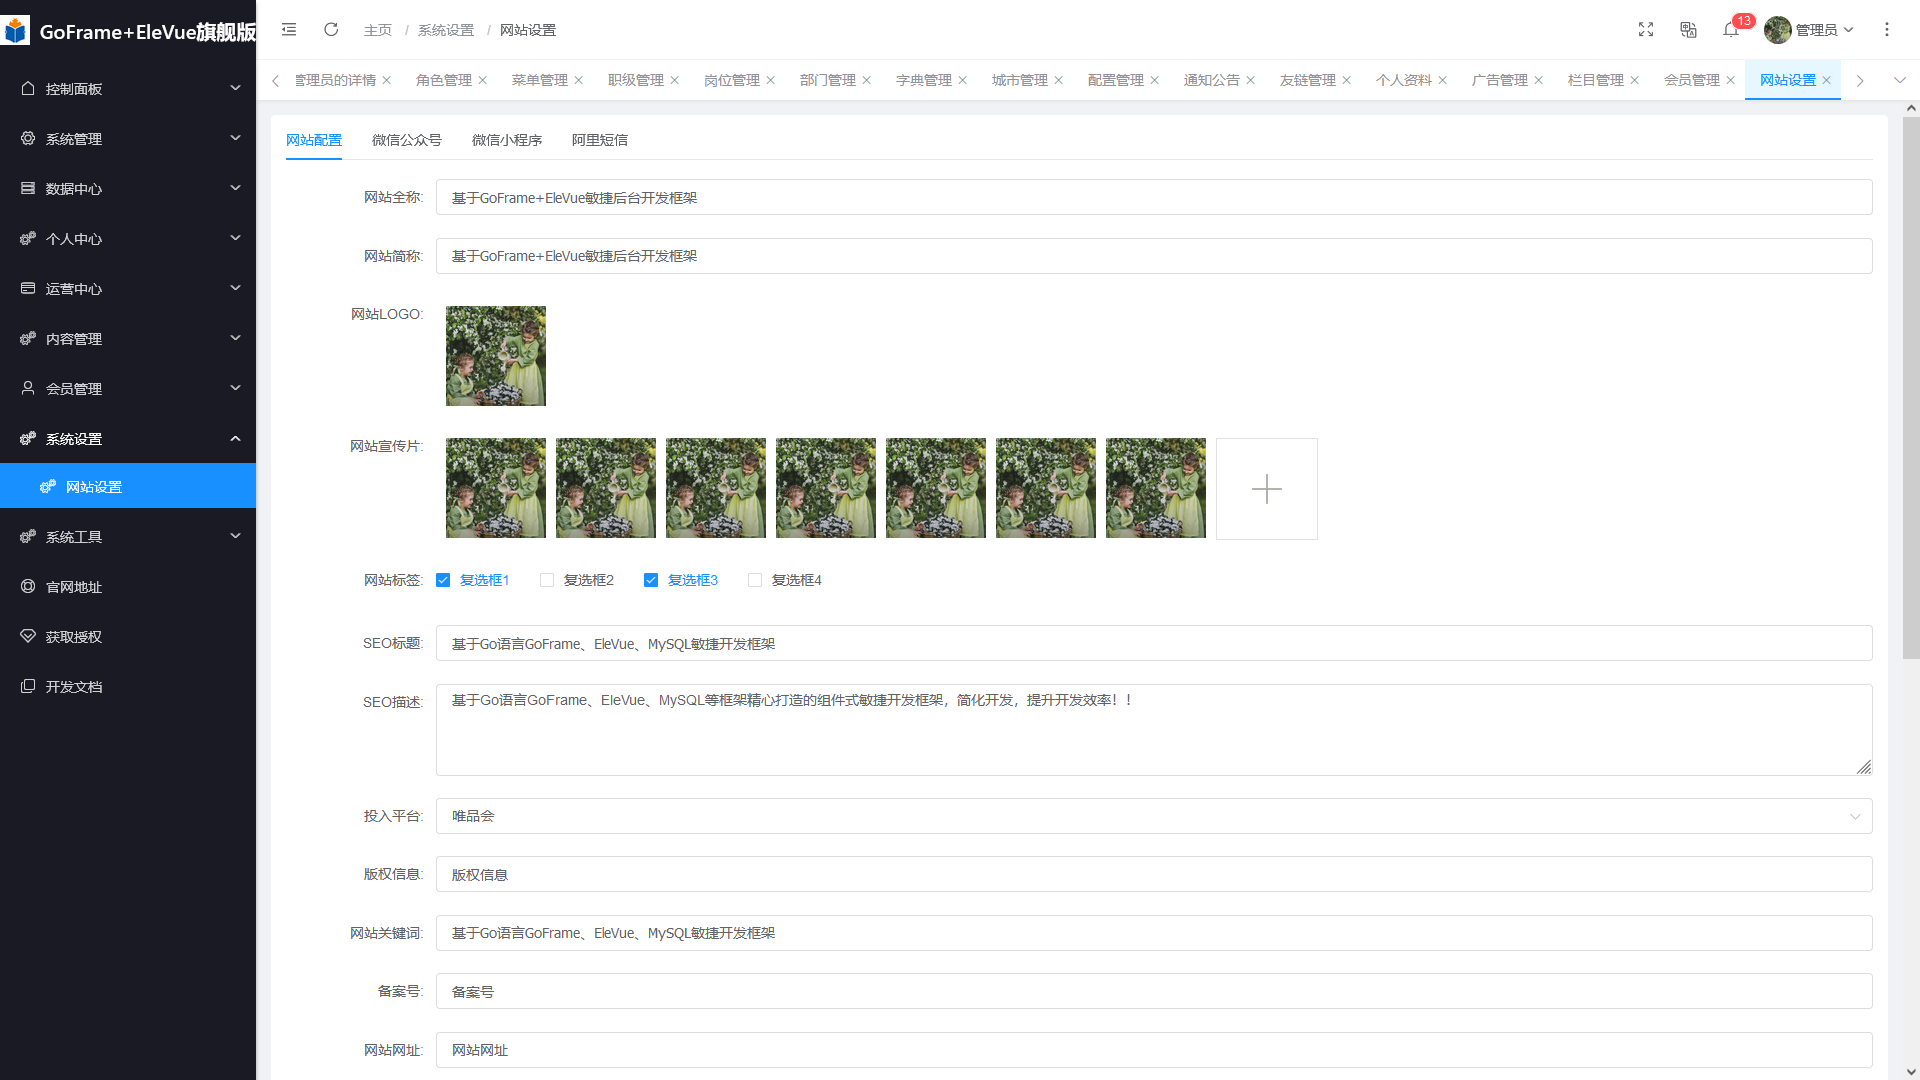 GoFrame+EleVue旗舰版
主页 / 系统设置 / 网站设置
13
管理员
管理员的详情 角色管理 菜单管理 职级管理 岗位管理 部门管理 字典管理 城市管理 配置管理 通知公告 友链管理 个人资料 广告管理 栏目管理 会员管理 网站设置
控制面板
系统管理
数据中心
个人中心
运营中心
内容管理
会员管理
系统设置
网站设置
系统工具
官网地址
获取授权
开发文档
网站配置 微信公众号 微信小程序 阿里短信
网站全称: 基于GoFrame+EleVue敏捷后台开发框架
网站简称: 基于GoFrame+EleVue敏捷后台开发框架
网站LOGO:
网站宣传片:
网站标签: 复选框1 复选框2 复选框3 复选框4
SEO标题: 基于Go语言GoFrame、EleVue、MySQL敏捷开发框架
SEO描述: 基于Go语言GoFrame、EleVue、MySQL等框架精心打造的组件式敏捷开发框架，简化开发，提升开发效率！！
投入平台: 唯品会
版权信息: 版权信息
网站关键词: 基于Go语言GoFrame、EleVue、MySQL敏捷开发框架
备案号: 备案号
网站网址: 网站网址